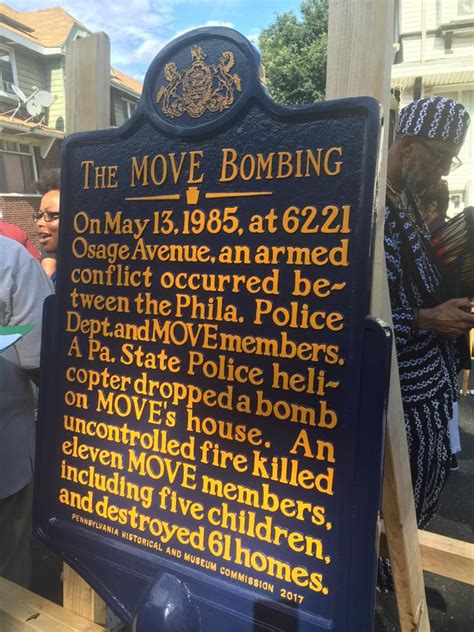 THE MOVE BOMBING
On May 13, 1985, at 6221
Osage Avenue, an armed
conflict occurred be-
tween the Phila. Police
Dept. and MOVE members.
A Pa. State Police heli-
copter dropped a bomb
on MOVE's house. An
uncontrolled fire killed
eleven MOVE members,
including five children,
and destroyed 61 homes.
PENNSYLVANIA HISTORICAL AND MUSEUM COMMISSION 2017